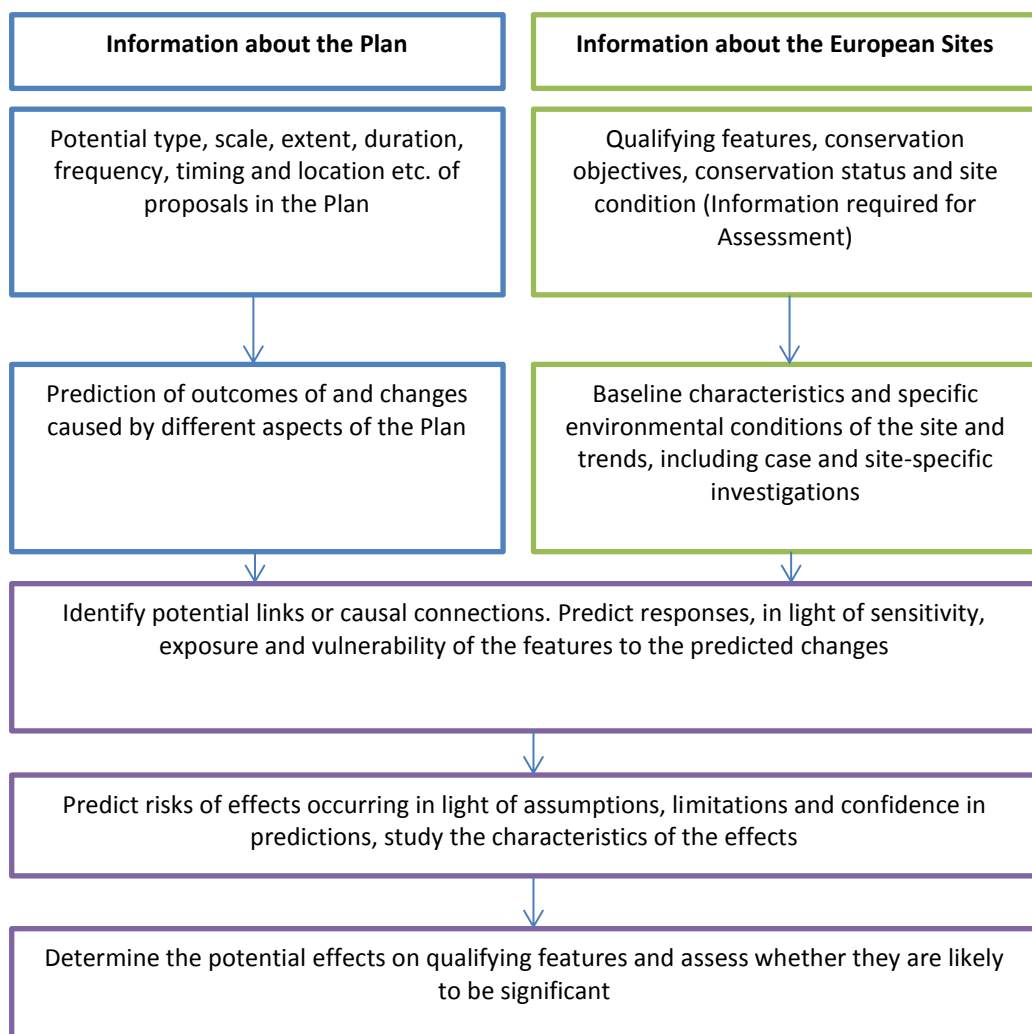 Information about the Plan
Information about the European Sites
Potential type, scale, extent, duration,
frequency, timing and location etc. of
proposals in the Plan
Qualifying features, conservation
objectives, conservation status and site
condition (Information required for
Assessment)
Prediction of outcomes of and changes
caused by different aspects of the Plan
Baseline characteristics and specific
environmental conditions of the site and
trends, including case and site-specific
investigations
Identify potential links or causal connections. Predict responses, in light of sensitivity,
exposure and vulnerability of the features to the predicted changes
Predict risks of effects occurring in light of assumptions, limitations and confidence in
predictions, study the characteristics of the effects
Determine the potential effects on qualifying features and assess whether they are likely
to be significant